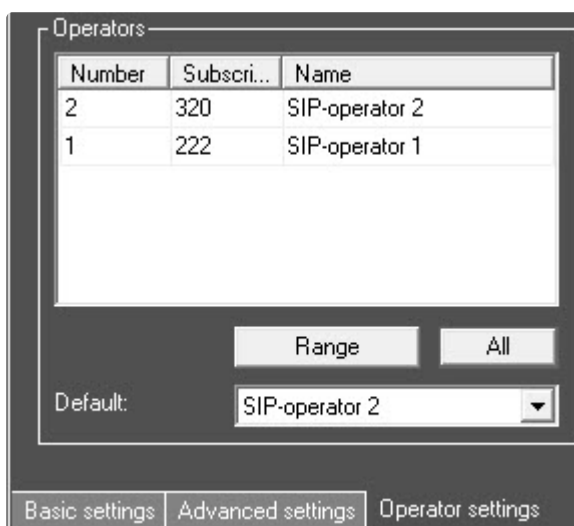 Operators
Number Subscri... Name
2 320 SIP-operator 2
1 222 SIP-operator 1
Range All
Default: SIP-operator 2
Basic settings Advanced settings Operator settings